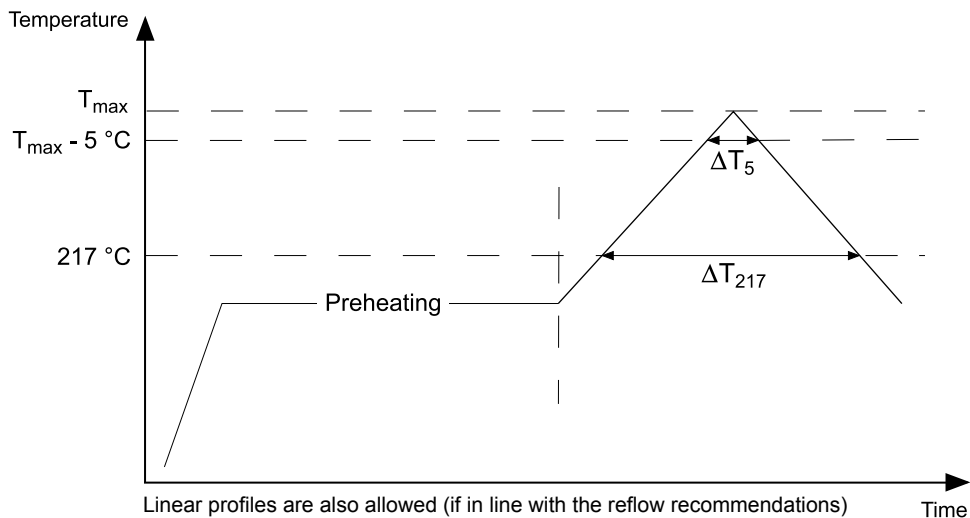 Temperature
Tmax
Tmax - 5 °C
ΔT5
217 °C
ΔT217
Preheating
Linear profiles are also allowed (if in line with the reflow recommendations)
Time